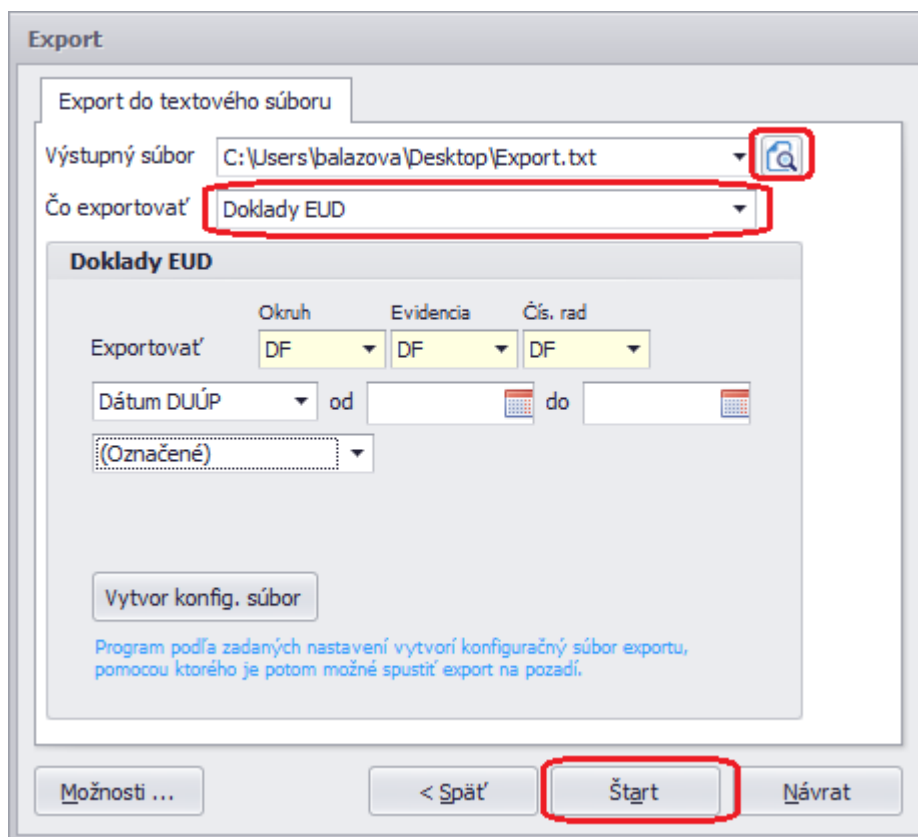 Export
Export do textového súboru
Výstupný súbor C:\Users\balazova\Desktop\Export.txt
Čo exportovať Doklady EUD
Doklady EUD
Okruh Evidencia Čís. rad
Exportovať DF DF DF
Dátum DUÚP od do
(Označené)
Vytvor konfig. súbor
Program podľa zadaných nastavení vytvorí konfiguračný súbor exportu,
pomocou ktorého je potom možné spustiť export na pozadí.
Možnosti ... < Späť Štart Návrat